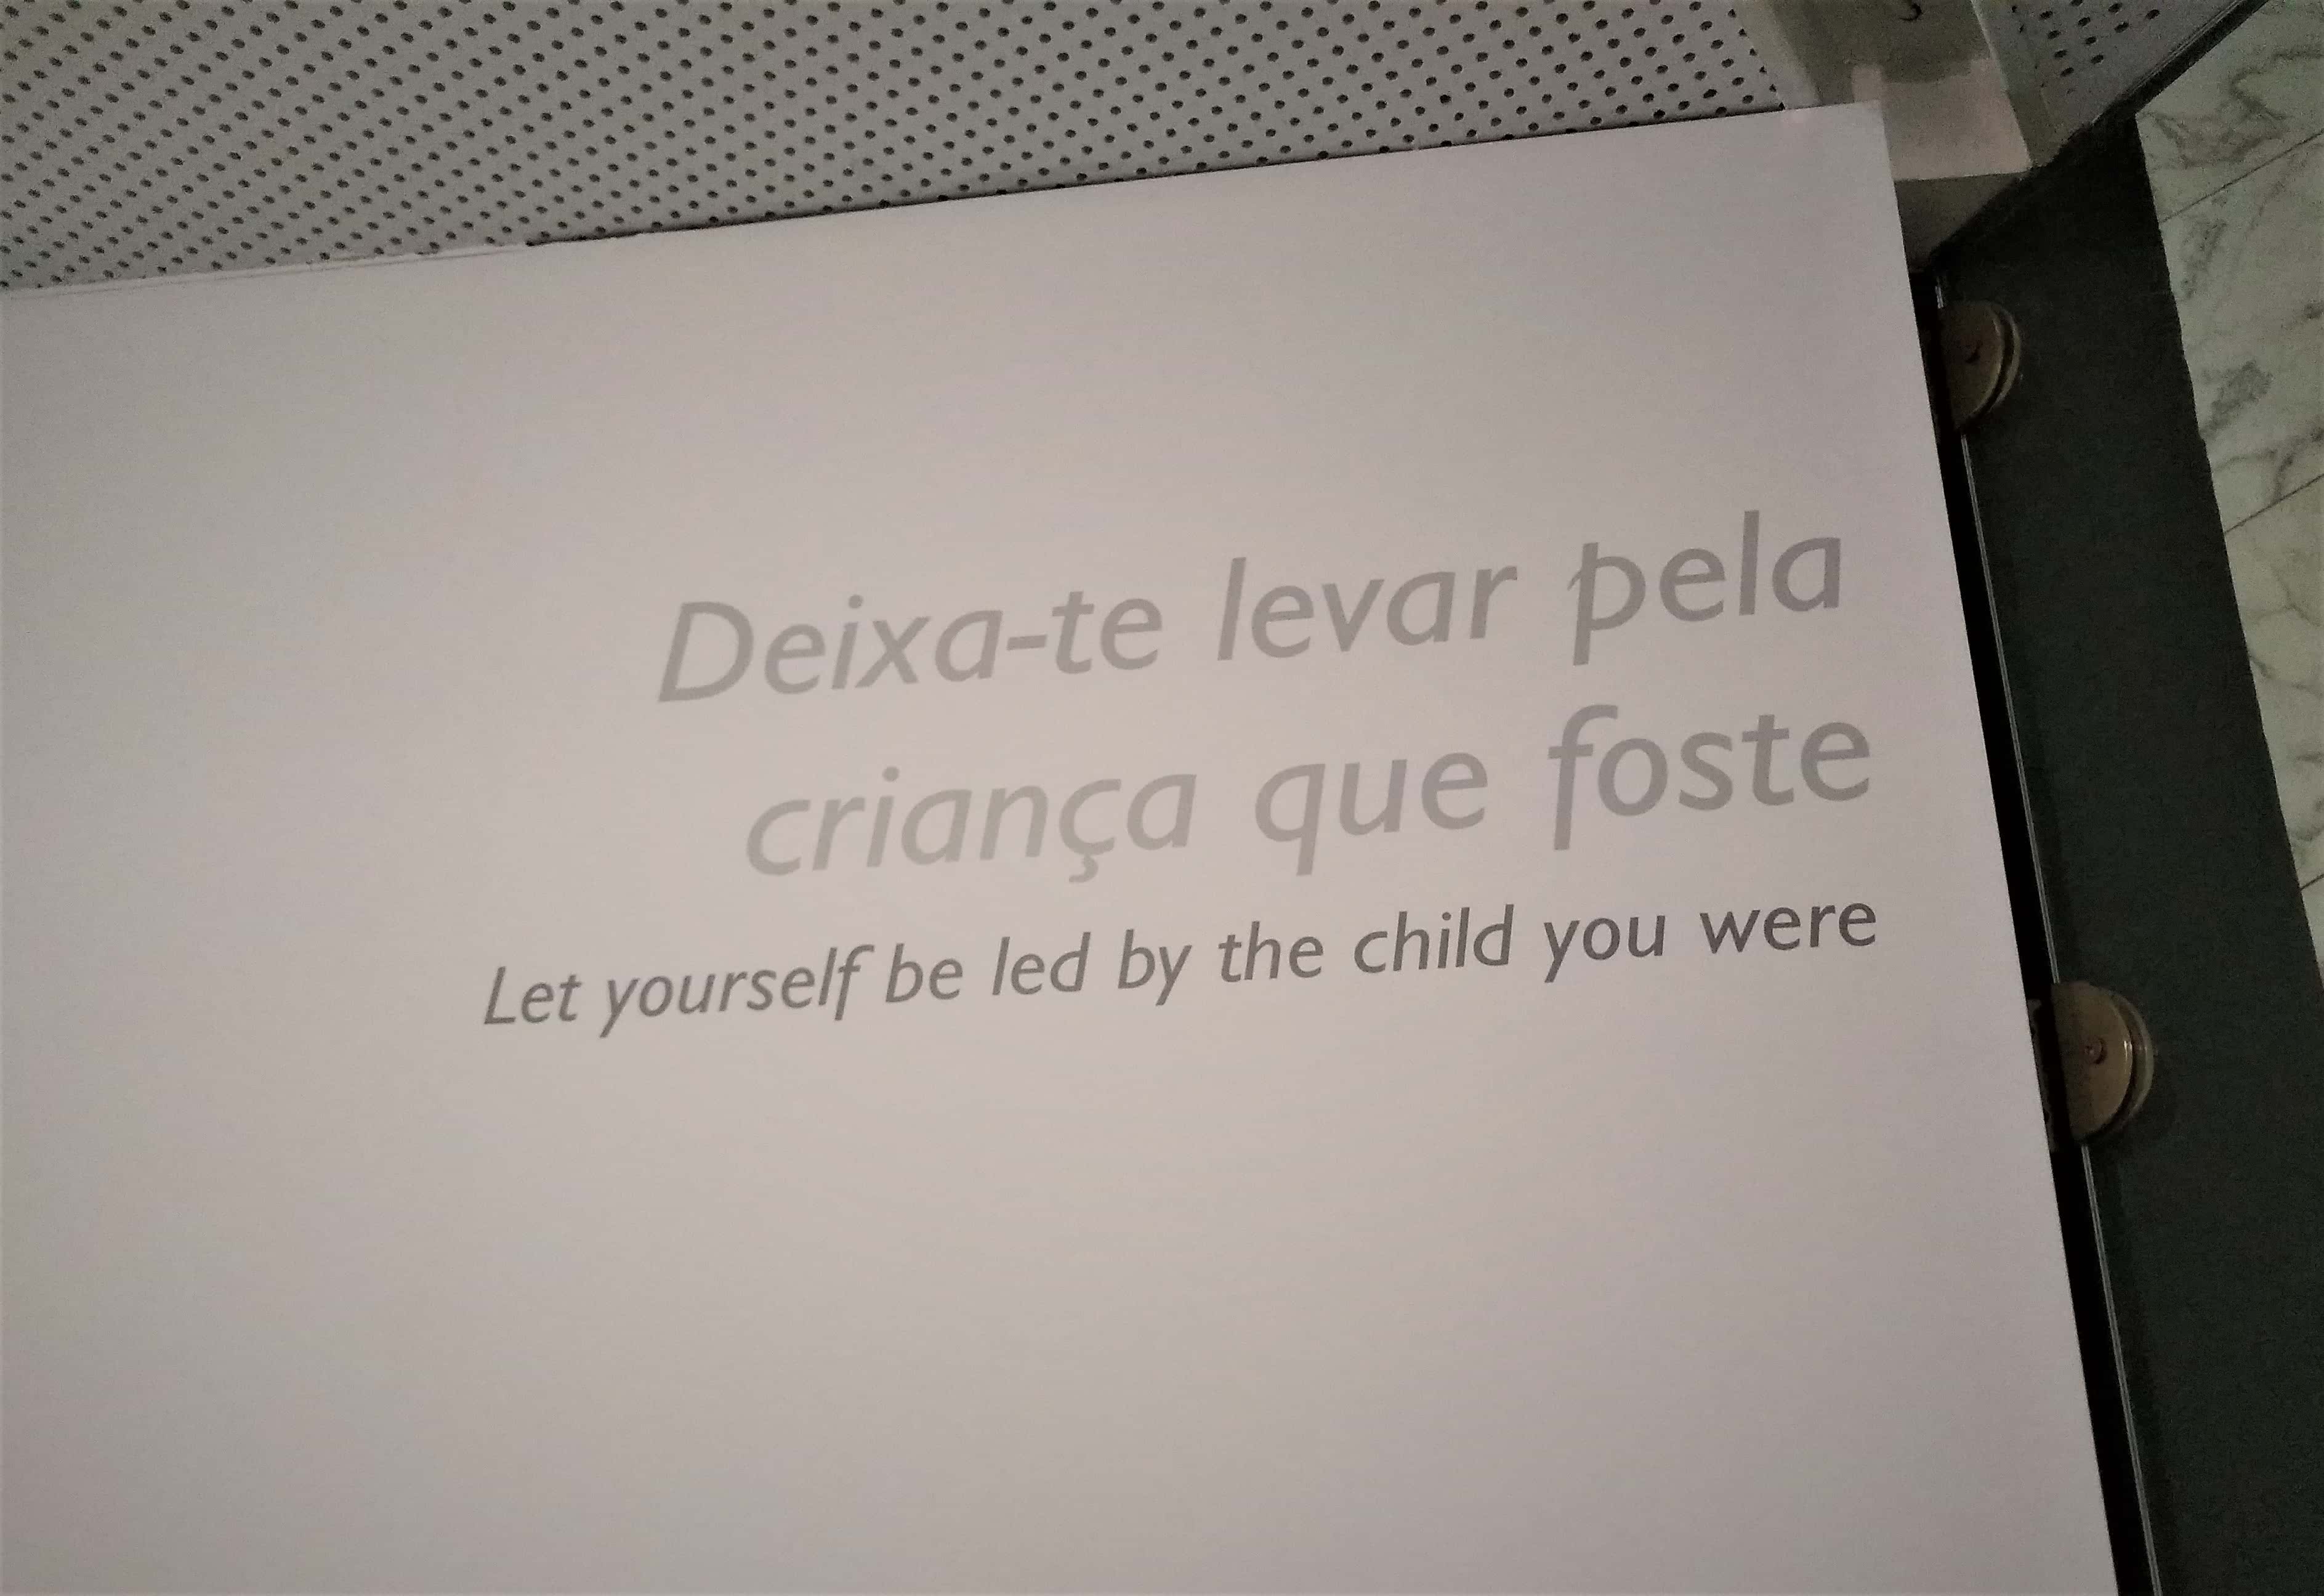 Deixa-te levar pela
criança que foste
Let yourself be led by the child you were